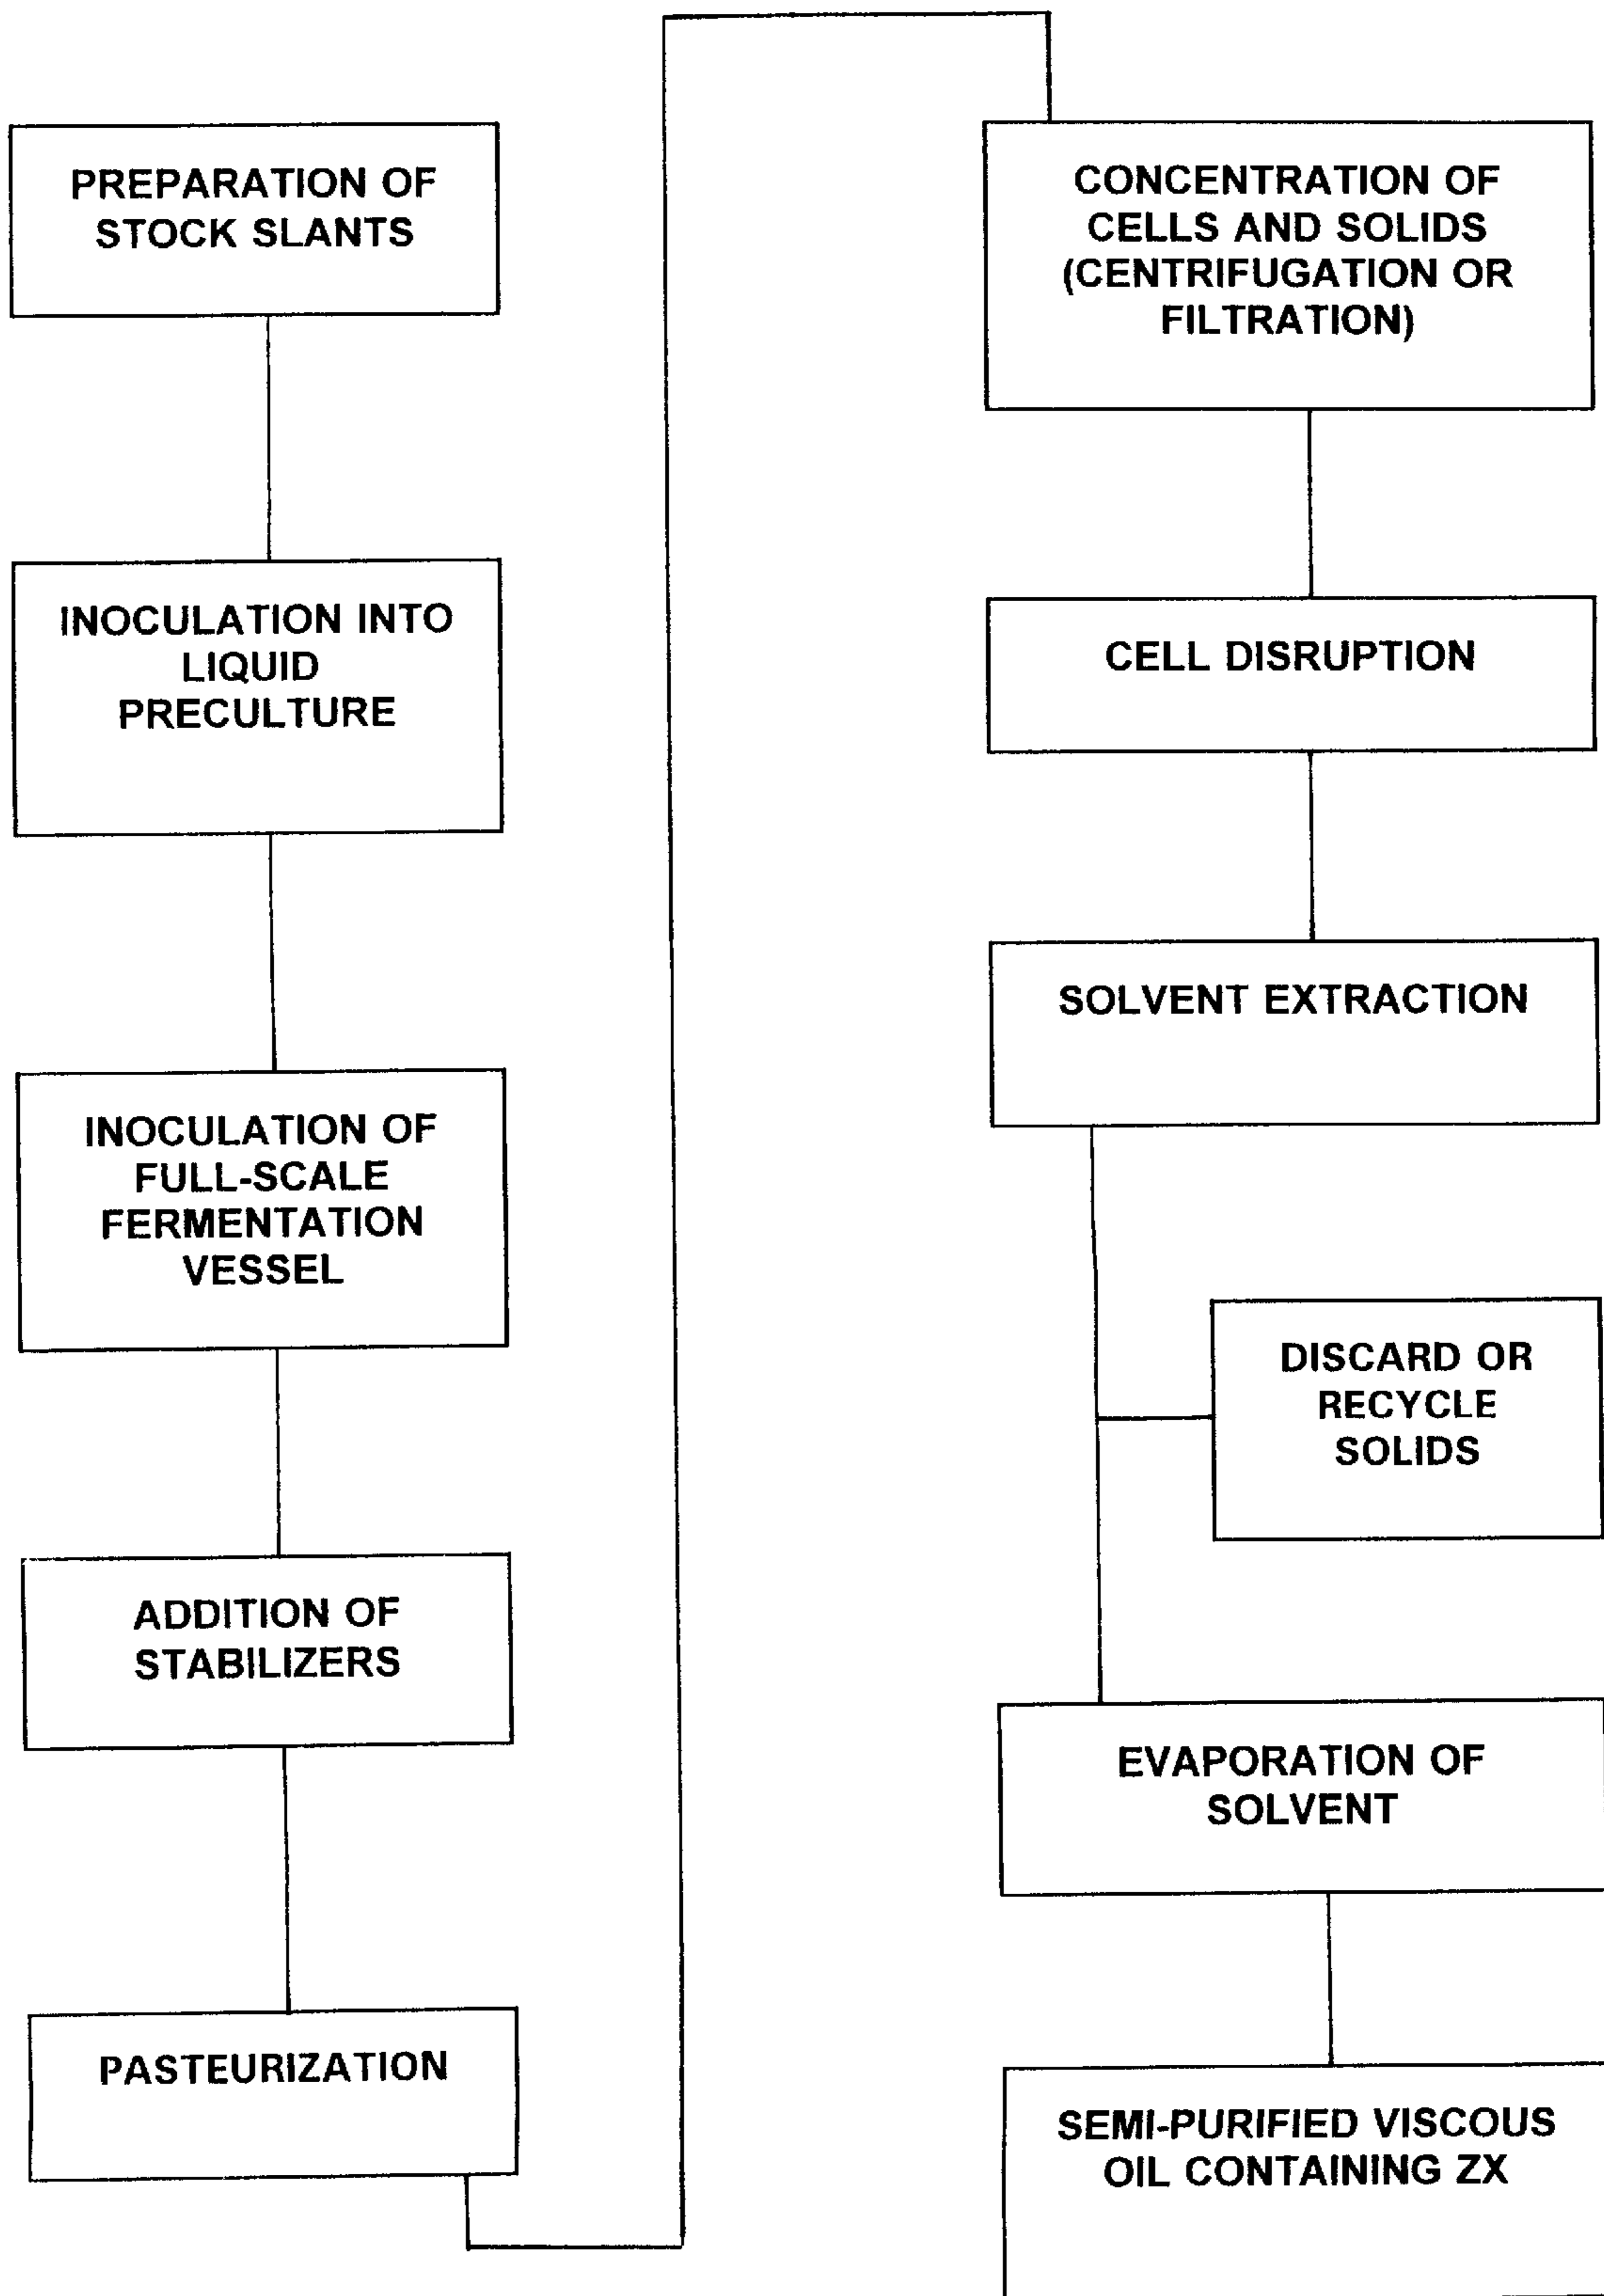 PREPARATION OF
STOCK SLANTS
INOCULATION INTO
LIQUID
PRECULTURE
INOCULATION OF
FULL-SCALE
FERMENTATION
VESSEL
ADDITION OF
STABILIZERS
PASTEURIZATION
CONCENTRATION OF
CELLS AND SOLIDS
(CENTRIFUGATION OR
FILTRATION)
CELL DISRUPTION
SOLVENT EXTRACTION
DISCARD OR
RECYCLE
SOLIDS
EVAPORATION OF
SOLVENT
SEMI-PURIFIED VISCOUS
OIL CONTAINING ZX